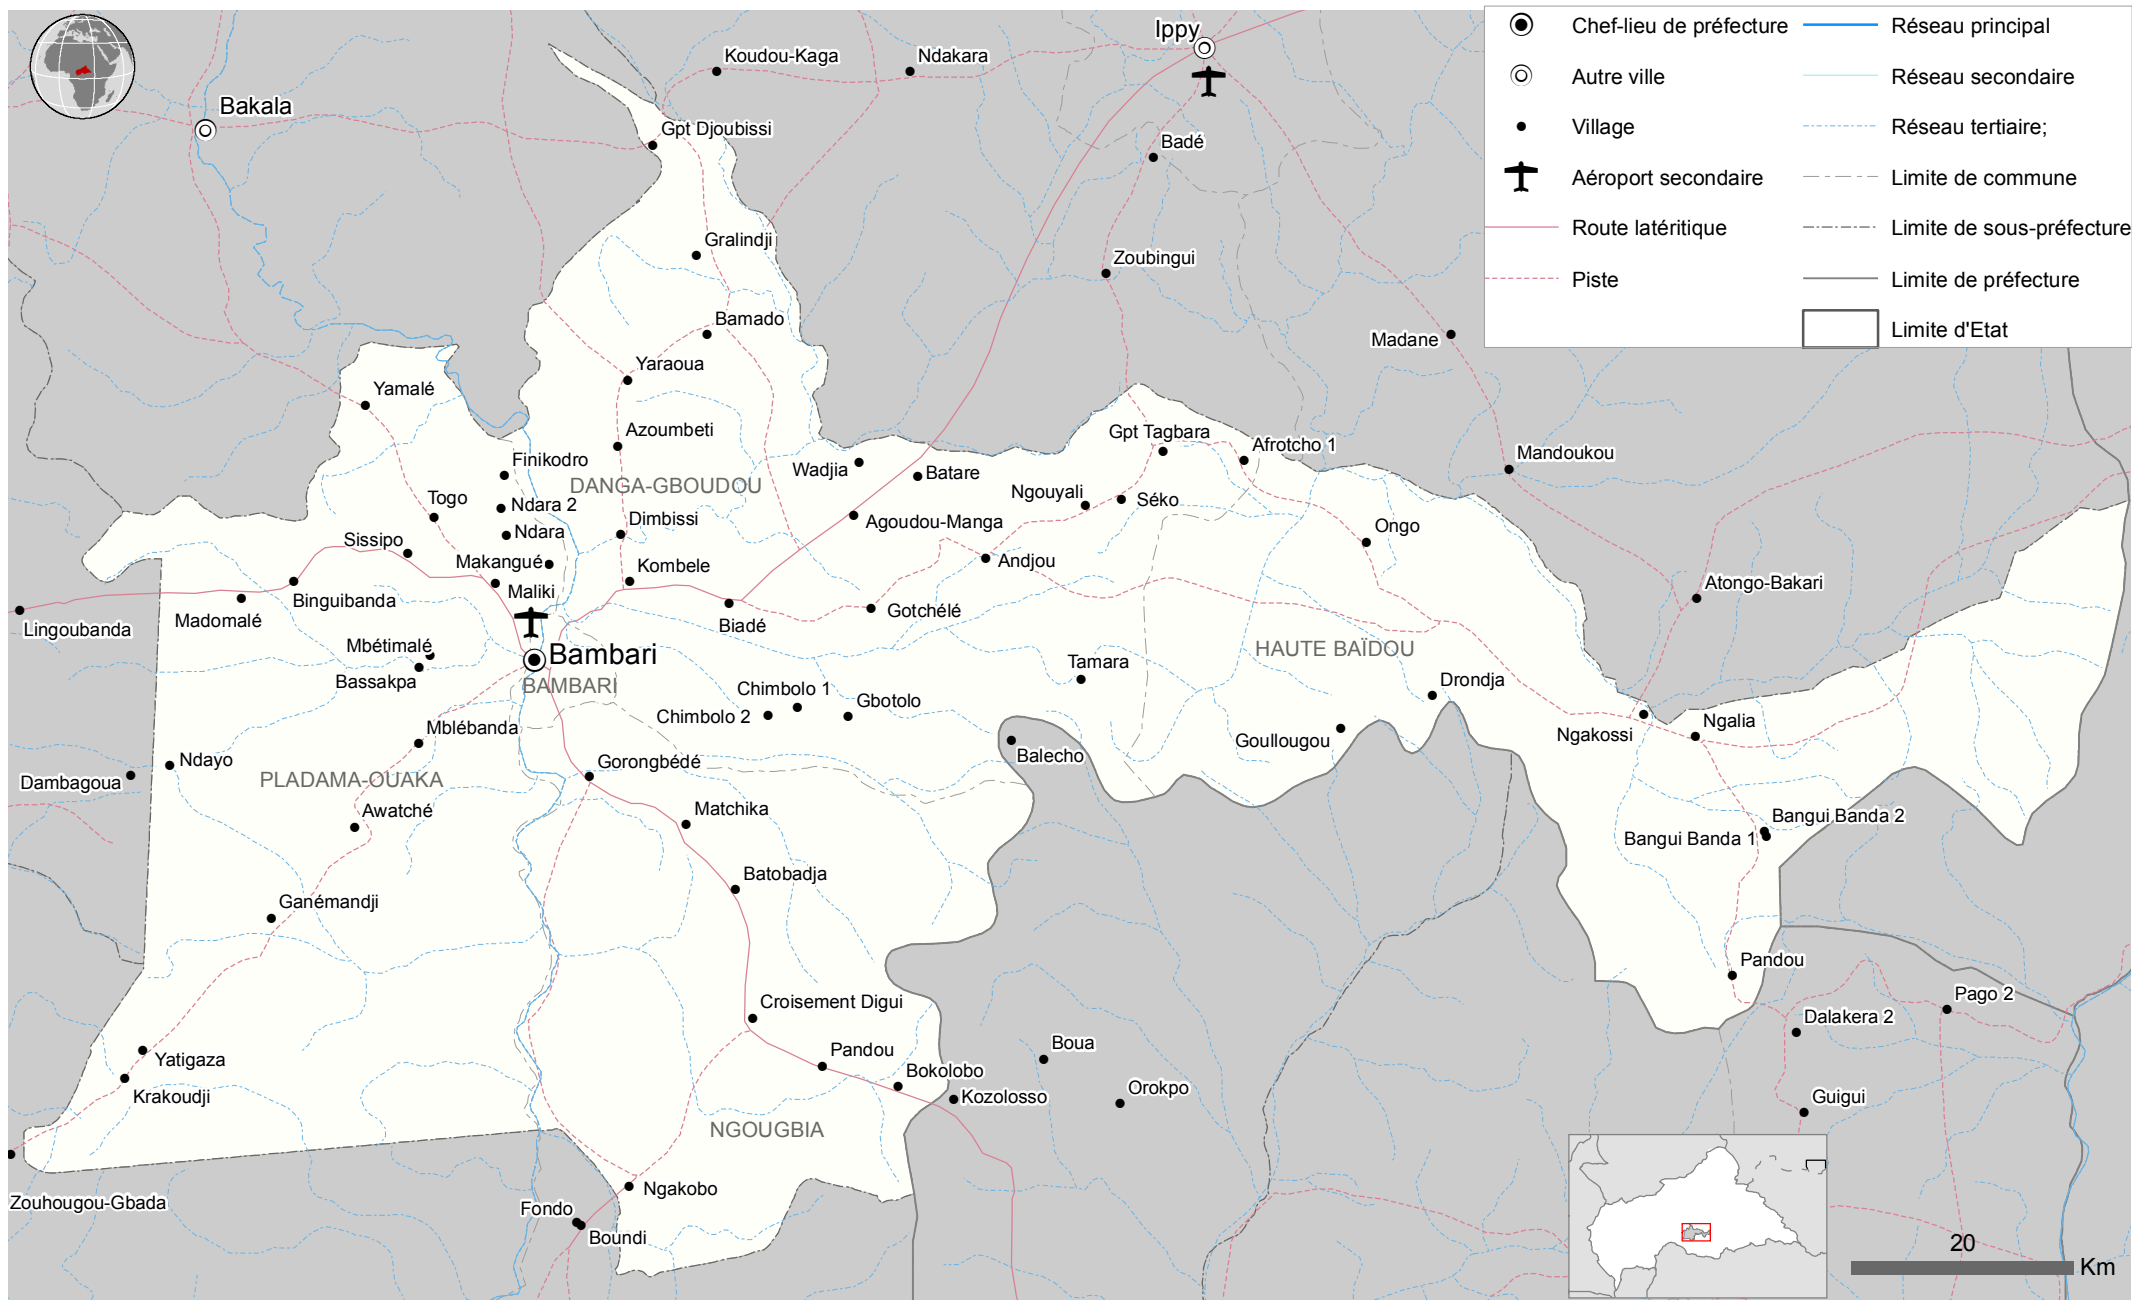 Ippy
Chef-lieu de préfecture
Réseau principal
Koudou-Kaga
Ndakara
Autre ville
Réseau secondaire
Bakala
Gpt Djoubissi
Village
Réseau tertiaire;
Badé
Aéroport secondaire
Limite de commune
Gralindji
Route latéritique
Limite de sous-préfecture
Zoubingui
Piste
Limite de préfecture
Bamado
Limite d'Etat
Madane
Yaraoua
Yamalé
Azoumbeti
Gpt Tagbara
Afrotcho 1
Finikodro
Wadjia
Batare
Mandoukou
DANGA-GBOUDOU
Togo
Ndara 2
Ngouyali
Séko
Dimbissi
Agoudou-Manga
Ongo
Sissipo
Ndara
Makangué
Kombele
Andjou
Atongo-Bakari
Binguibanda
Maliki
Madomalé
Biadé
Gotchélé
Lingoubanda
Mbétimalé
Bambari
HAUTE BAÏDOU
Bassakpa
BAMBARI
Tamara
Chimbolo 1
Drondja
Chimbolo 2
Gbotolo
Mblébanda
Goullougou
Ngakossi
Ngalia
Ndayo
Gorongbédé
Balecho
Dambagoua
PLADAMA-OUAKA
Awatché
Matchika
Bangui Banda 2
Bangui Banda 1
Batobadja
Ganémandji
Pandou
Pago 2
Croisement Digui
Dalakera 2
Yatigaza
Pandou
Boua
Bokolobo
Orokpo
Krakoudji
Kozolosso
Guigui
NGOUGBIA
Ngakobo
Zouhougou-Gbada
Fondo
Boundi
20
Km